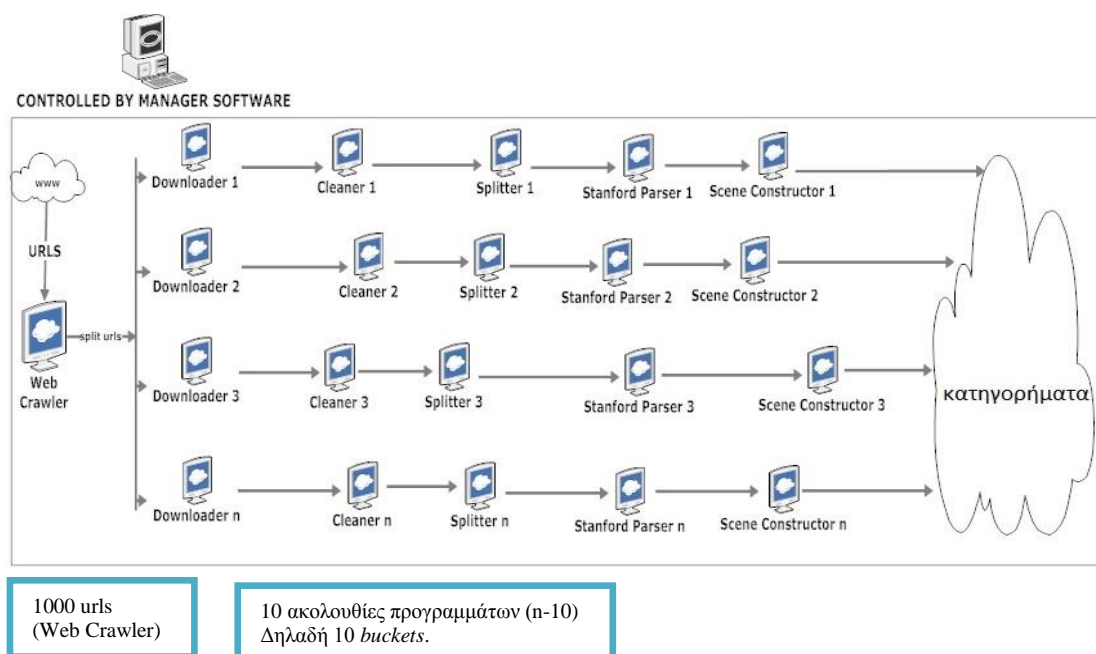 CONTROLLED BY MANAGER SOFTWARE
www
URLS
split urls
Web
Crawler
Downloader 1
Cleaner 1
Splitter 1
Stanford Parser 1
Scene Constructor 1
Downloader 2
Cleaner 2
Splitter 2
Stanford Parser 2
Scene Constructor 2
Downloader 3
Cleaner 3
Splitter 3
Stanford Parser 3
Scene Constructor 3
Downloader n
Cleaner n
Splitter n
Stanford Parser n
Scene Constructor n
κατηγορήματα
1000 urls
(Web Crawler)
10 ακολουθίες προγραμμάτων (n-10)
Δηλαδή 10 buckets.